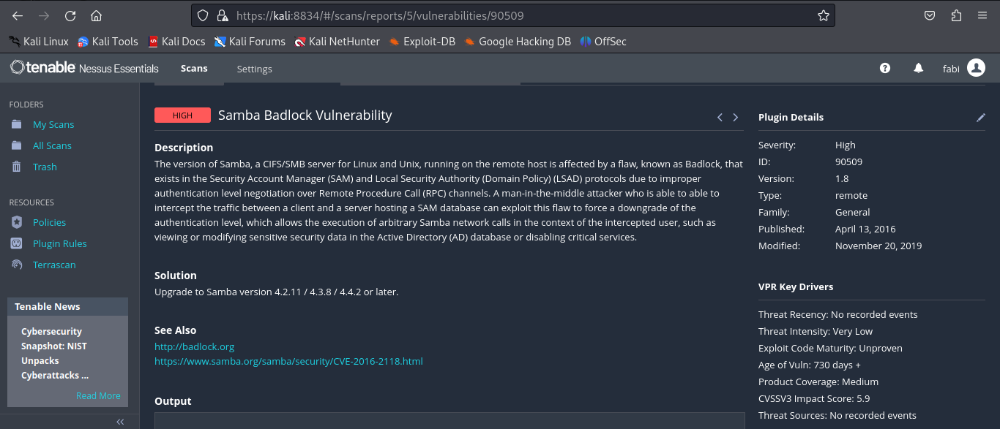 https://kali:8834/#/scans/reports/5/vulnerabilities/90509
Kali Linux Kali Tools Kali Docs Kali Forums Kali NetHunter Exploit-DB Google Hacking DB OffSec
tenable Nessus Essentials Scans Settings fabi
FOLDERS
My Scans
All Scans
Trash
RESOURCES
Policies
Plugin Rules
Terrascan
Tenable News
Cybersecurity
Snapshot: NIST
Unpacks
Cyberattacks ...
Read More
HIGH Samba Badlock Vulnerability
Description
The version of Samba, a CIFS/SMB server for Linux and Unix, running on the remote host is affected by a flaw, known as Badlock, that
exists in the Security Account Manager (SAM) and Local Security Authority (Domain Policy) (LSAD) protocols due to improper
authentication level negotiation over Remote Procedure Call (RPC) channels. A man-in-the-middle attacker who is able to able to
intercept the traffic between a client and a server hosting a SAM database can exploit this flaw to force a downgrade of the
authentication level, which allows the execution of arbitrary Samba network calls in the context of the intercepted user, such as
viewing or modifying sensitive security data in the Active Directory (AD) database or disabling critical services.
Solution
Upgrade to Samba version 4.2.11 / 4.3.8 / 4.4.2 or later.
See Also
http://badlock.org
https://www.samba.org/samba/security/CVE-2016-2118.html
Output
Plugin Details
Severity: High
ID: 90509
Version: 1.8
Type: remote
Family: General
Published: April 13, 2016
Modified: November 20, 2019
VPR Key Drivers
Threat Recency: No recorded events
Threat Intensity: Very Low
Exploit Code Maturity: Unproven
Age of Vuln: 730 days +
Product Coverage: Medium
CVSSV3 Impact Score: 5.9
Threat Sources: No recorded events